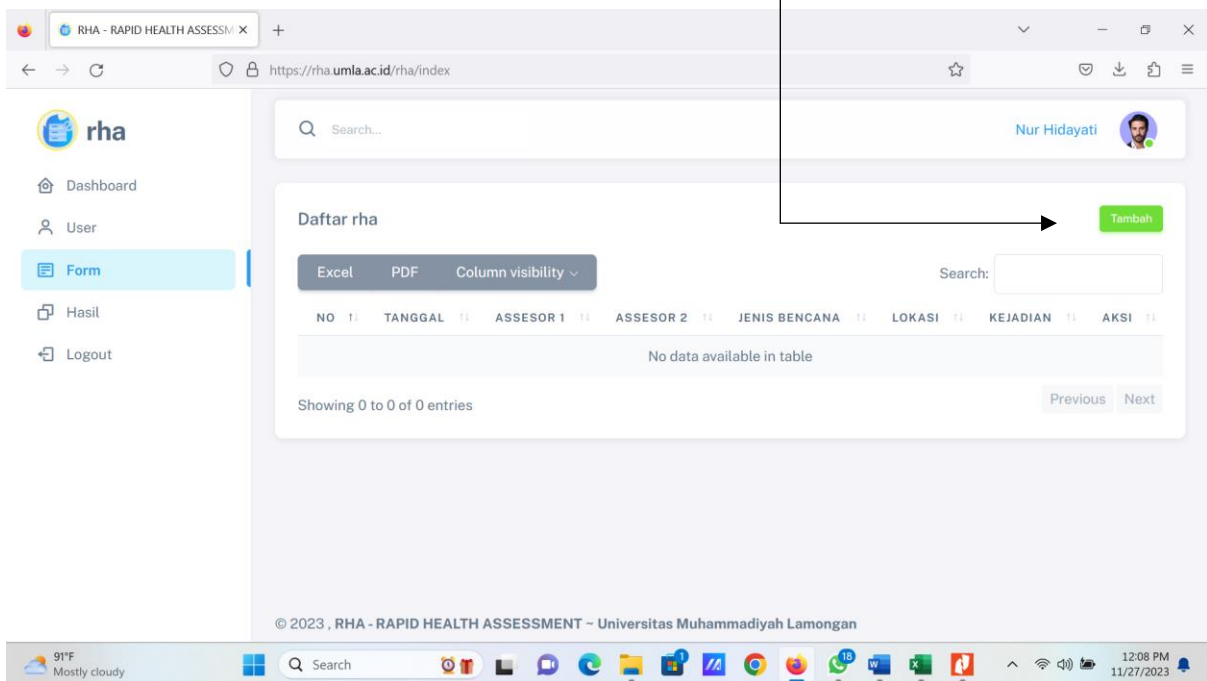 RHA - RAPID HEALTH ASSESSM
https://rha.umla.ac.id/rha/index
rha
Search...
Nur Hidayati
Dashboard
User
Form
Hasil
Logout
Daftar rha
Tambah
Excel PDF Column visibility
Search:
NO TANGGAL ASSESOR 1 ASSESOR 2 JENIS BENCANA LOKASI KEJADIAN AKSI
No data available in table
Showing 0 to 0 of 0 entries
Previous Next
© 2023 , RHA - RAPID HEALTH ASSESSMENT ~ Universitas Muhammadiyah Lamongan
91°F
Mostly cloudy
Search
1
18
12:08 PM
11/27/2023